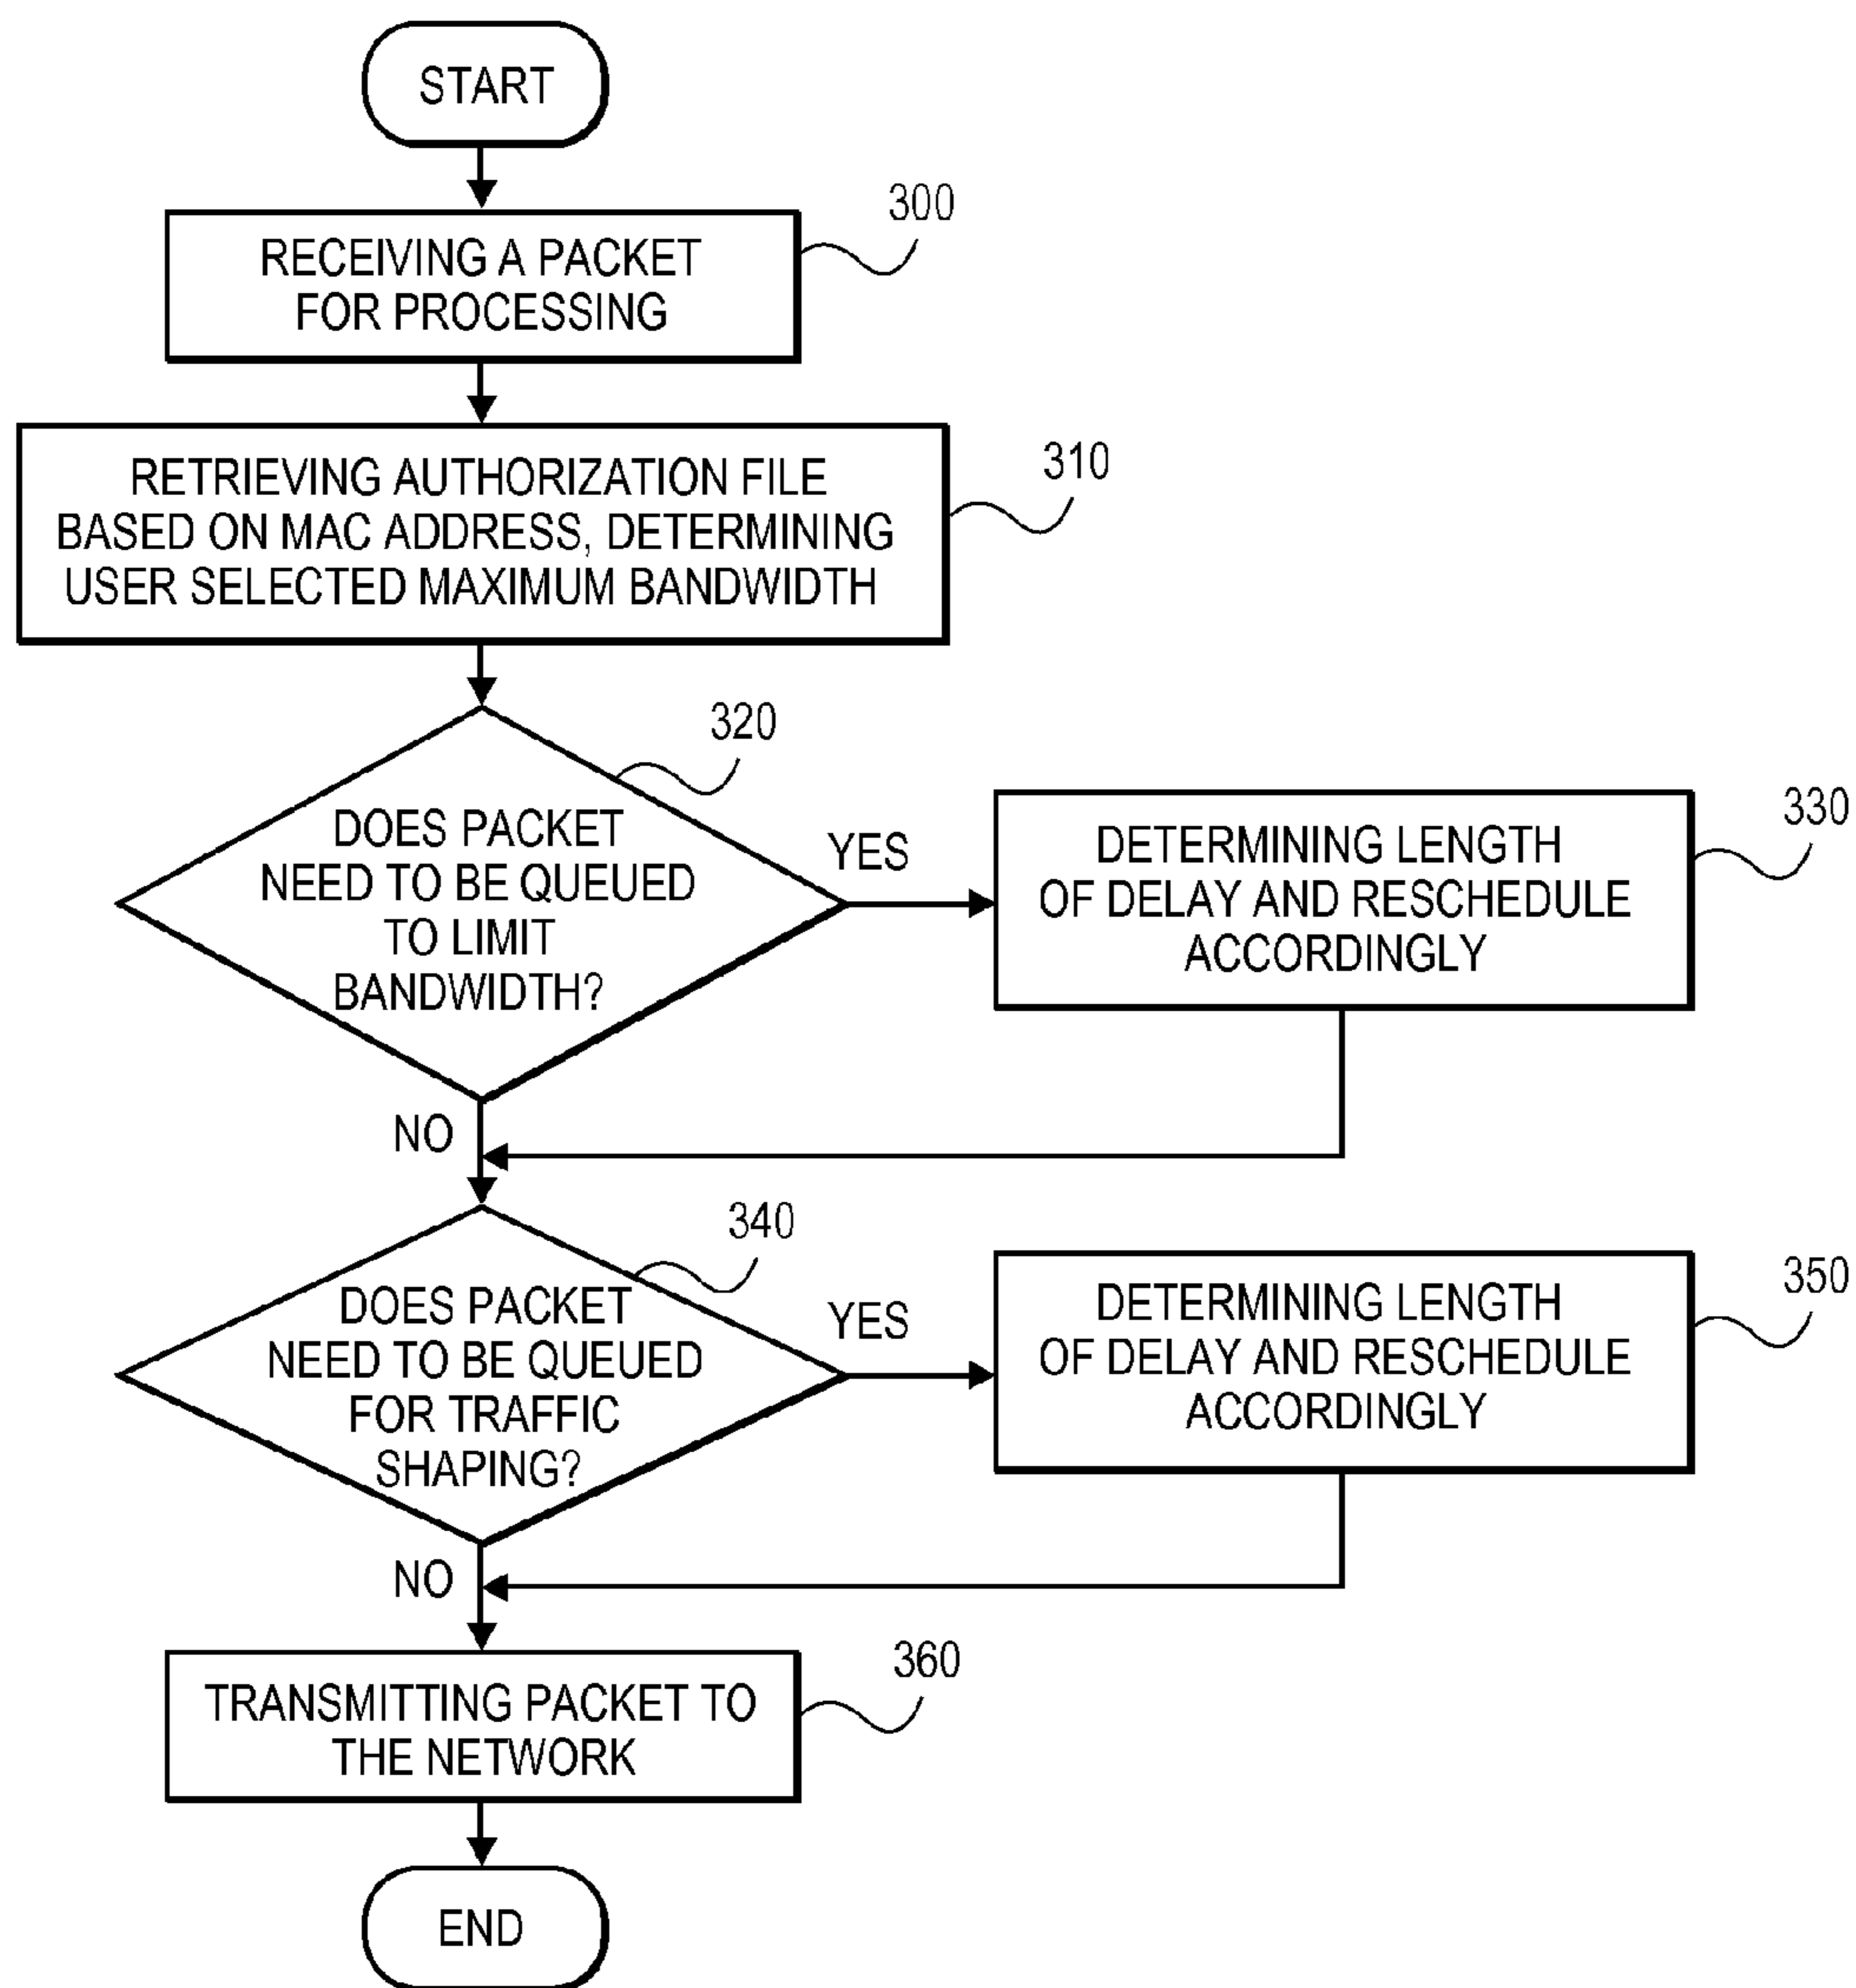 START
300
RECEIVING A PACKET
FOR PROCESSING
310
RETRIEVING AUTHORIZATION FILE
BASED ON MAC ADDRESS, DETERMINING
USER SELECTED MAXIMUM BANDWIDTH
320
DOES PACKET
NEED TO BE QUEUED
TO LIMIT
BANDWIDTH?
YES
330
DETERMINING LENGTH
OF DELAY AND RESCHEDULE
ACCORDINGLY
NO
340
DOES PACKET
NEED TO BE QUEUED
FOR TRAFFIC
SHAPING?
YES
350
DETERMINING LENGTH
OF DELAY AND RESCHEDULE
ACCORDINGLY
NO
360
TRANSMITTING PACKET TO
THE NETWORK
END